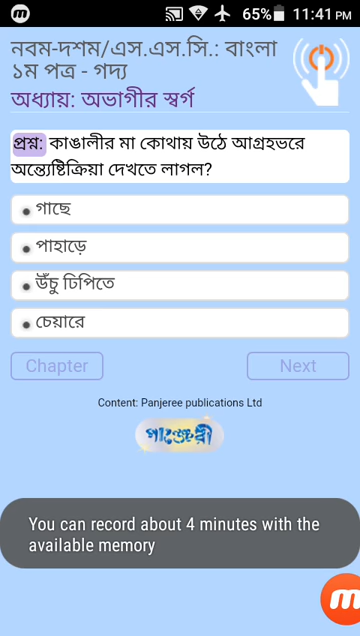 65% 11:41 PM
নবম-দশম/এস.এস.সি.: বাংলা
১ম পত্র - গদ্য
অধ্যায়: অভাগীর স্বর্গ
প্রশ্ন: কাঙালীর মা কোথায় উঠে আগ্রহভরে
অন্ত্যেষ্টিক্রিয়া দেখতে লাগল?
গাছে
পাহাড়ে
উঁচু ঢিপিতে
চেয়ারে
Chapter Next
Content: Panjeree publications Ltd
পাঞ্জেরী
You can record about 4 minutes with the
available memory